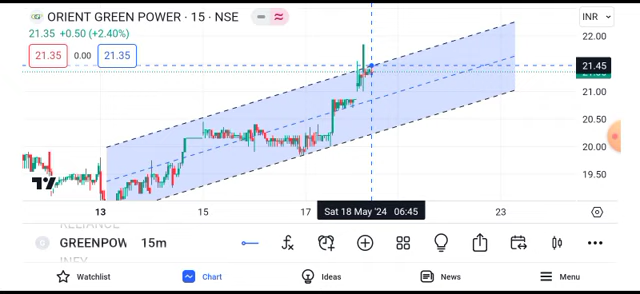 ORIENT GREEN POWER · 15 · NSE
INR
21.35 +0.50 (+2.40%)
21.35 0.00 21.35
22.00
21.45
21.00
20.50
20.00
19.50
13 15 17 Sat 18 May '24 06:45 23
GREENPOW 15m
Watchlist Chart Ideas News Menu